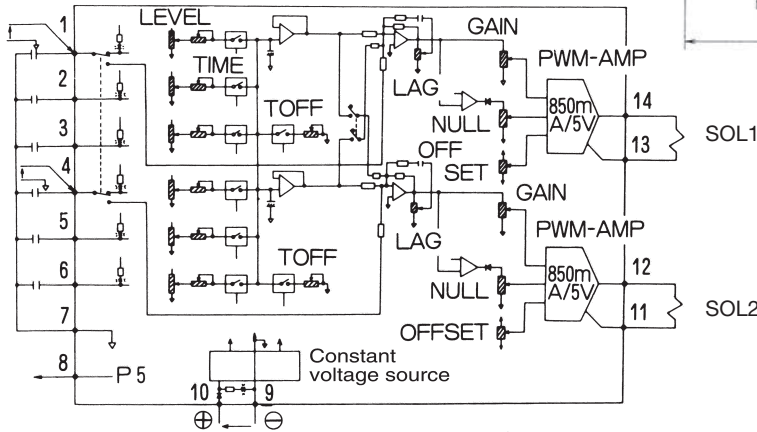 1
2
3
4
5
6
7
8
P5
LEVEL
TIME
TOFF
TOFF
LAG
OFF
SET
GAIN
NULL
PWM-AMP
850m
A/5V
14
13
SOL1
GAIN
LAG
NULL
OFFSET
PWM-AMP
850m
A/5V
12
11
SOL2
Constant
voltage source
10
9
⊕
⊖